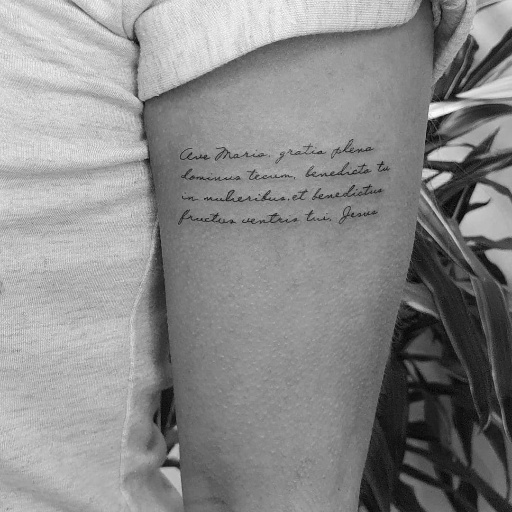 Ave Maria, gratia plena
dominus tecum, benedicta tu
in mulieribus, et benedictus
fructus ventris tui, Jesus